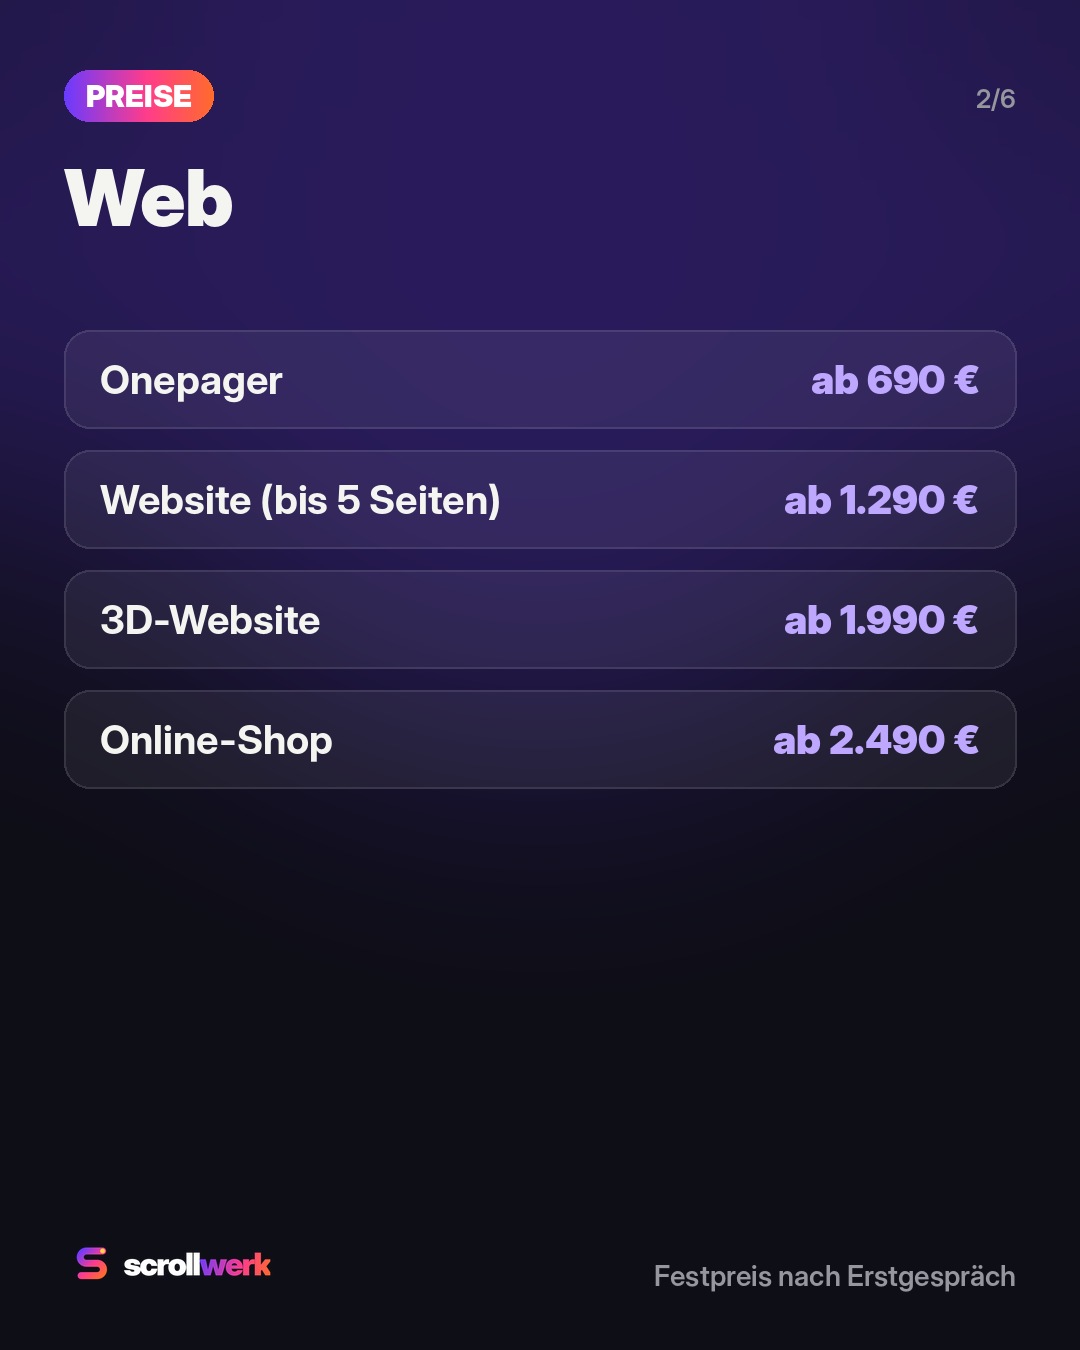 PREISE
2/6
Web
Onepager ab 690 €
Website (bis 5 Seiten) ab 1.290 €
3D-Website ab 1.990 €
Online-Shop ab 2.490 €
scrollwerk
Festpreis nach Erstgespräch